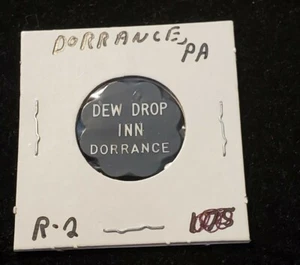 DORRANCE,
PA
DEW DROP
INN
DORRANCE
R-2